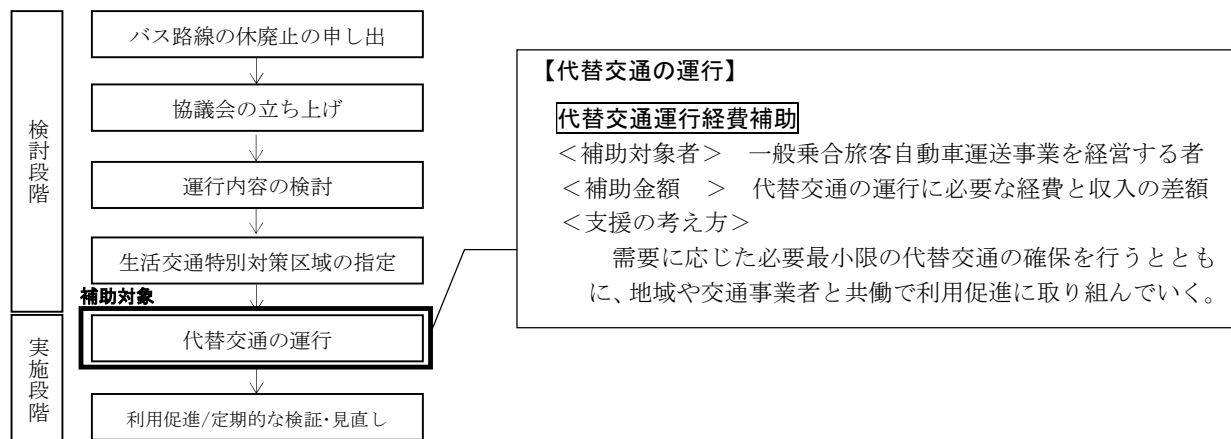 検討段階
バス路線の休廃止の申し出
協議会の立ち上げ
運行内容の検討
生活交通特別対策区域の指定
補助対象
実施段階
代替交通の運行
利用促進/定期的な検証・見直し
【代替交通の運行】
代替交通運行経費補助
＜補助対象者＞　一般乗合旅客自動車運送事業を経営する者
＜補助金額　＞　代替交通の運行に必要な経費と収入の差額
＜支援の考え方＞
需要に応じた必要最小限の代替交通の確保を行うととも
に、地域や交通事業者と共働で利用促進に取り組んでいく。